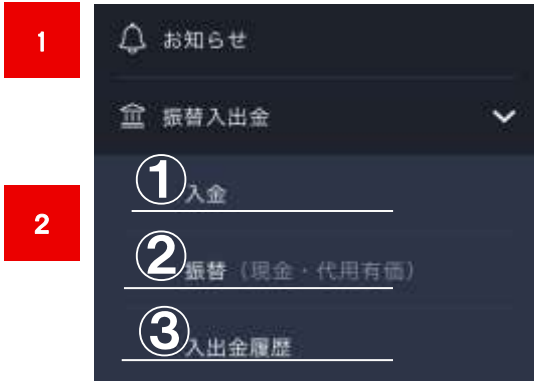 1
お知らせ
振替入出金
①入金
2
②振替（現金・代用有価）
③入出金履歴